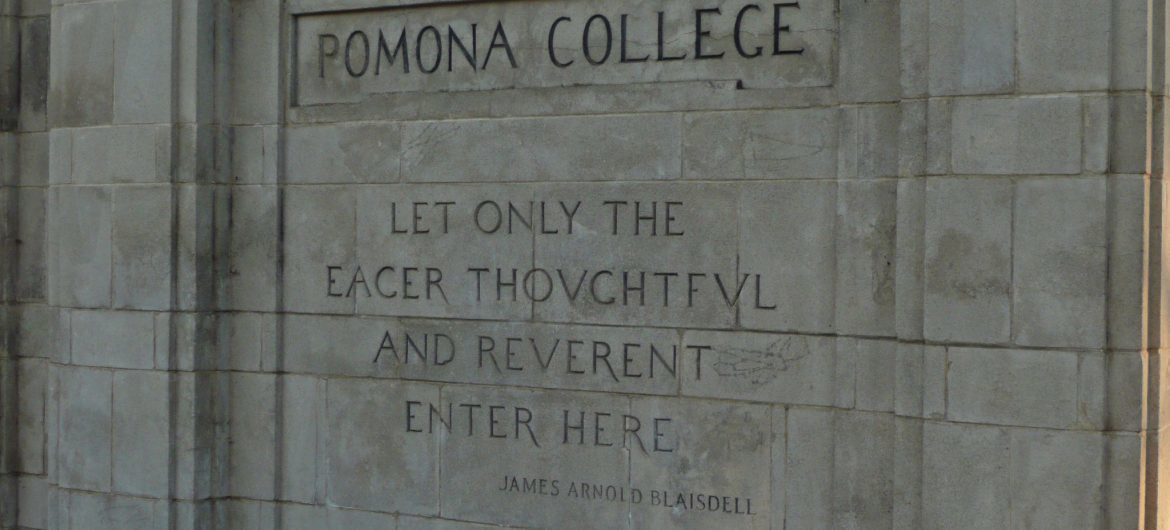 POMONA COLLEGE
LET ONLY THE
EAGER THOVGHTFVL
AND REVERENT
ENTER HERE
JAMES ARNOLD BLAISDELL